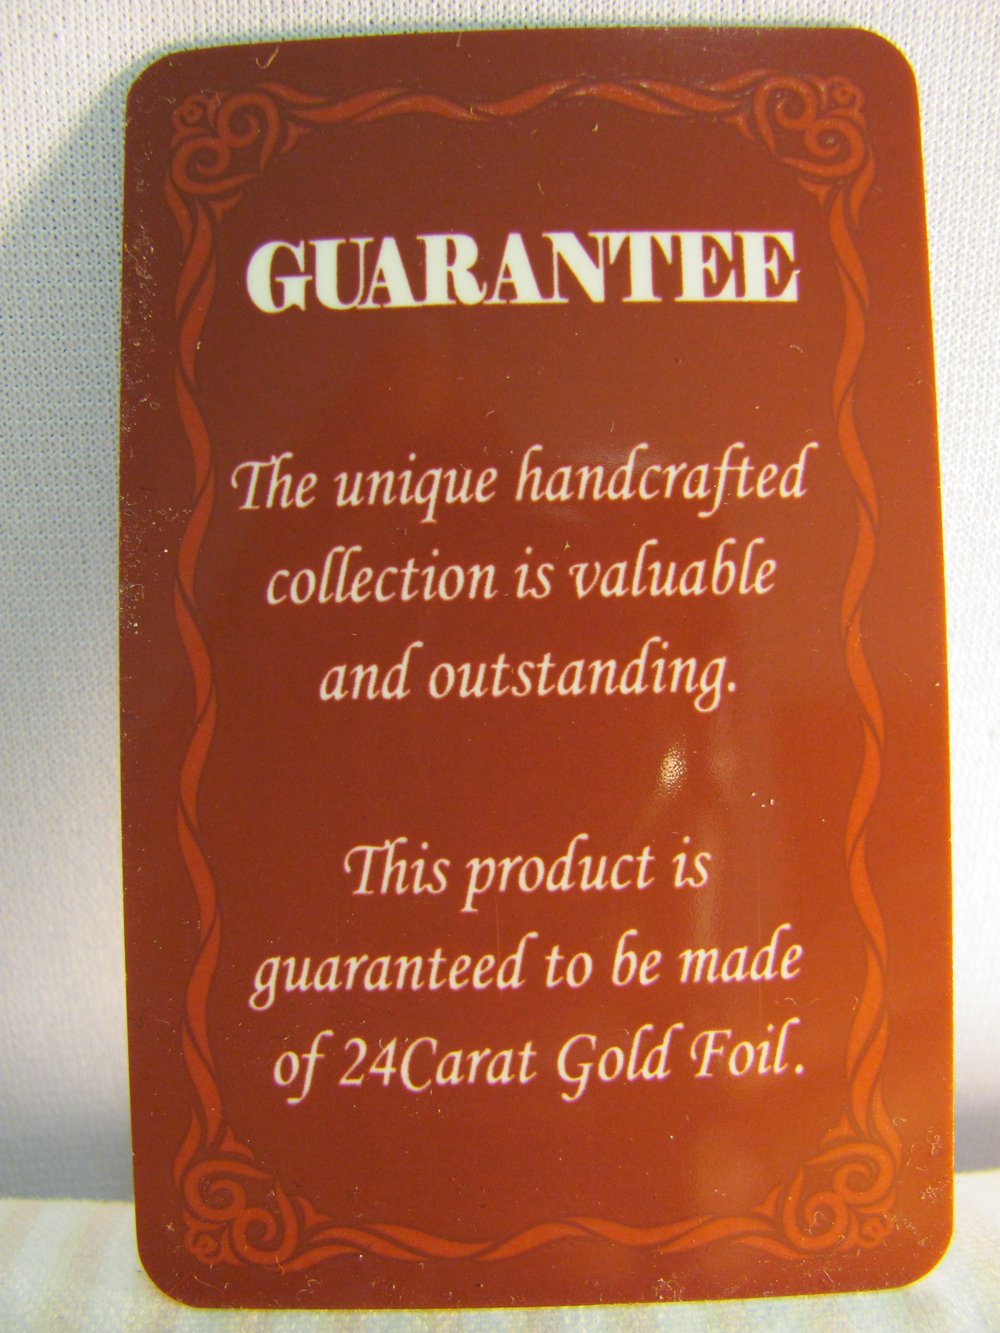 GUARANTEE
The unique handcrafted
collection is valuable
and outstanding.
This product is
guaranteed to be made
of 24Carat Gold Foil.